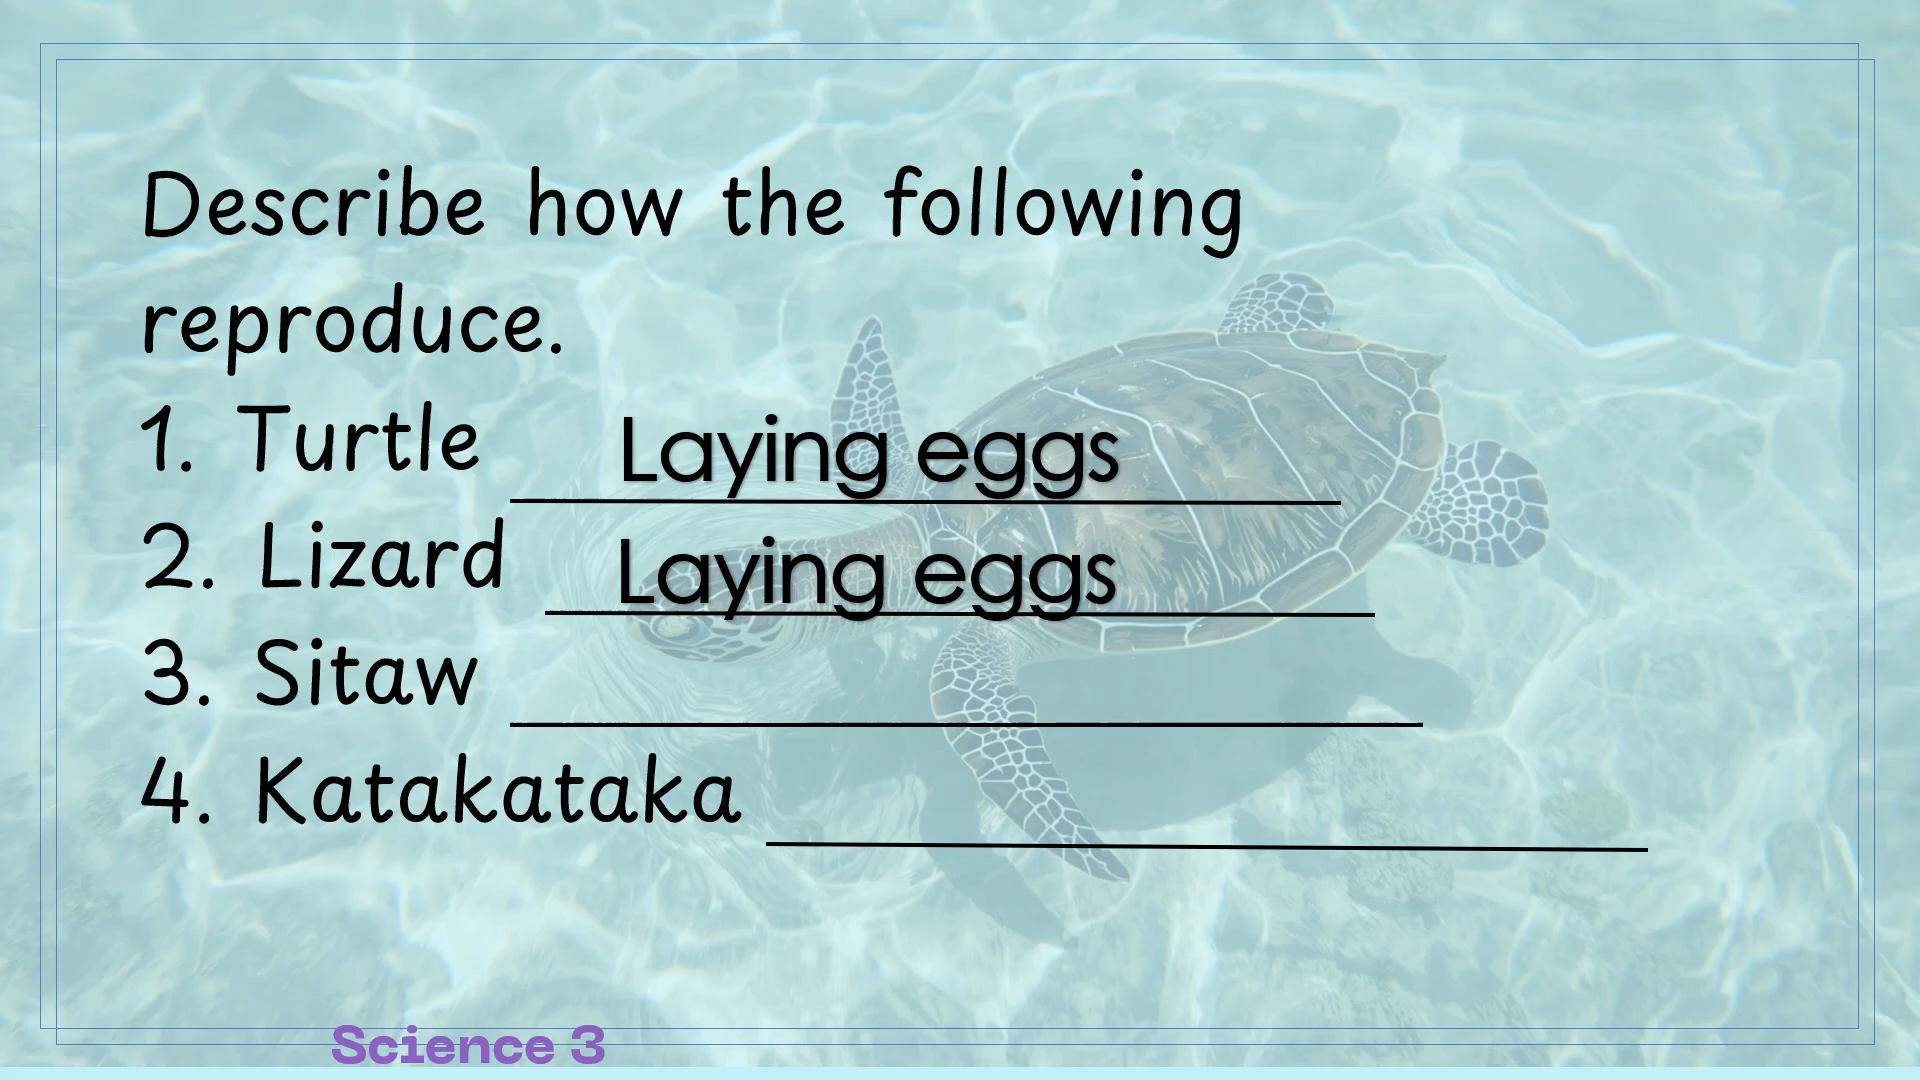 Describe how the following
reproduce.
1. Turtle Laying eggs
2. Lizard Laying eggs
3. Sitaw
4. Katakataka
Science 3